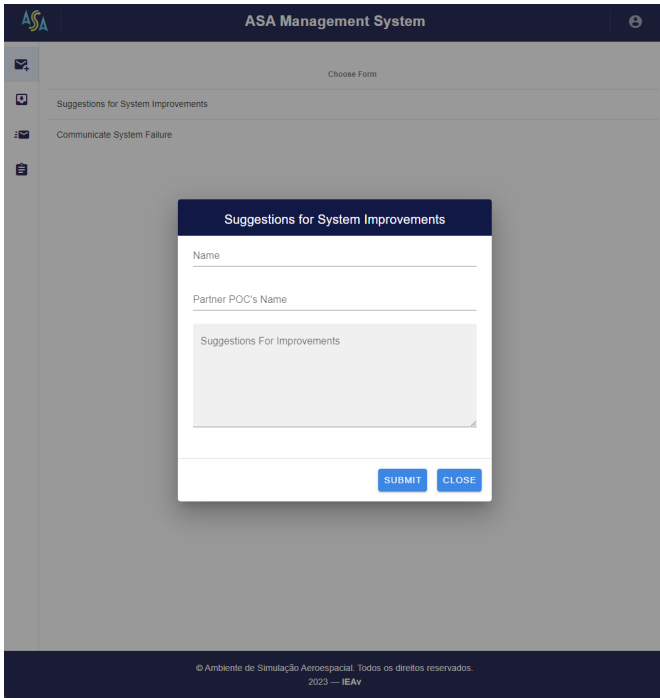 ASA
ASA Management System
Choose Form
Suggestions for System Improvements
Communicate System Failure
Suggestions for System Improvements
Name
Partner POC's Name
Suggestions For Improvements
SUBMIT CLOSE
© Ambiente de Simulação Aeroespacial. Todos os direitos reservados.
2023 — IEAv